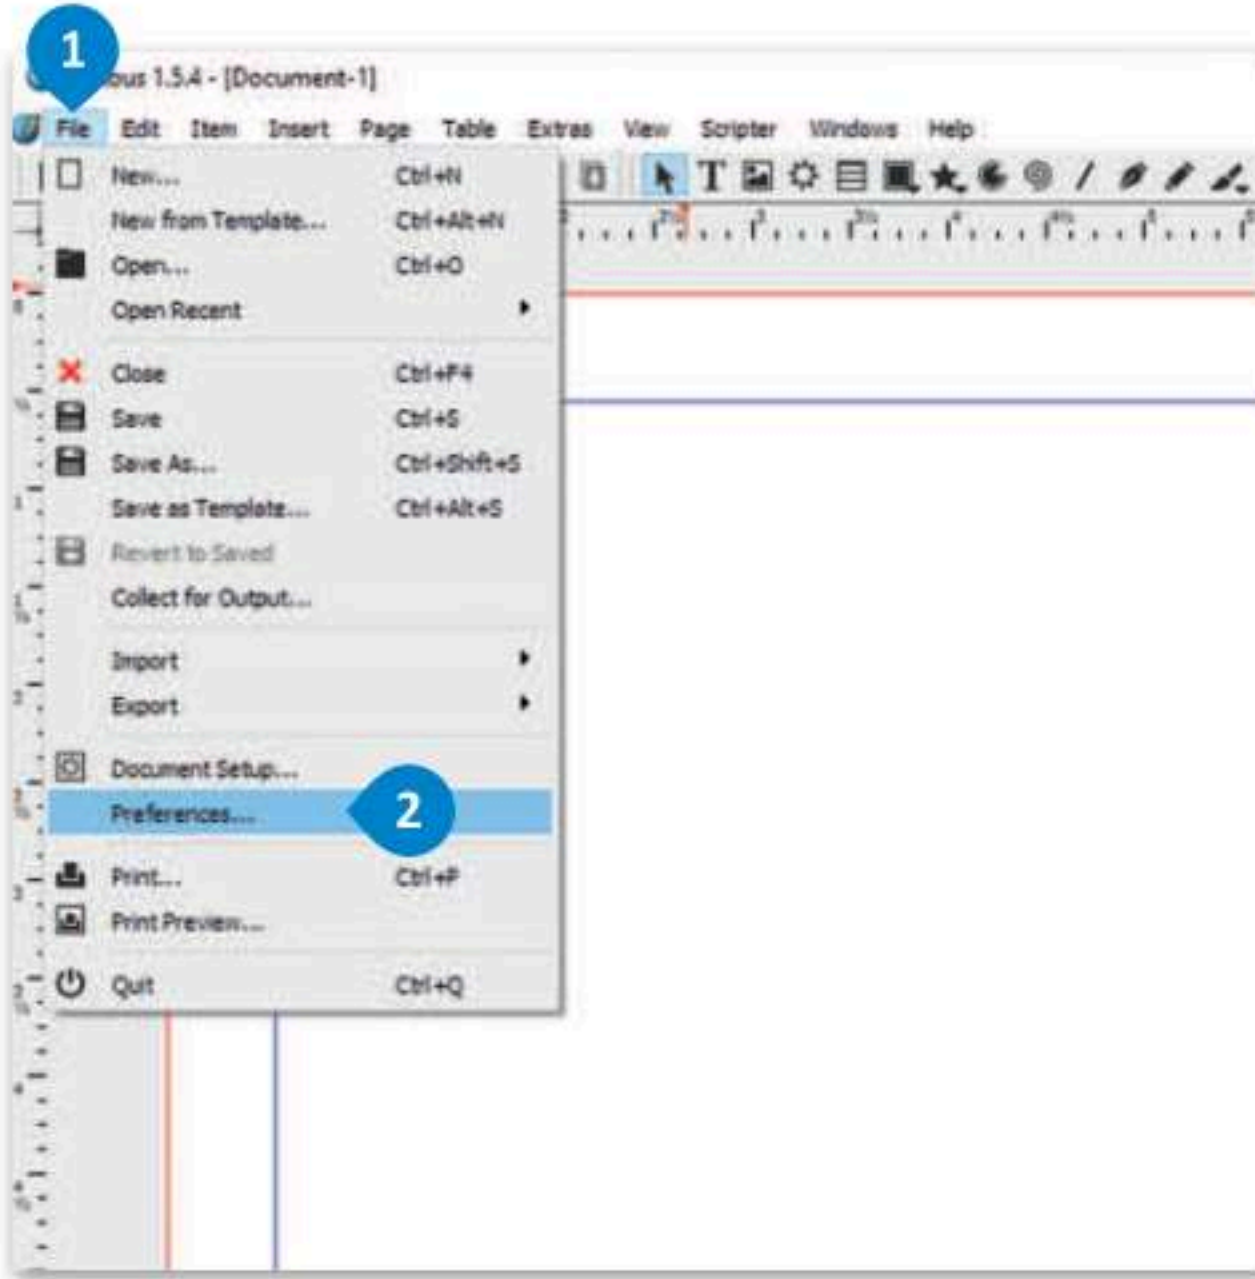 1
bus 1.5.4 - [Document-1]
File Edit Item Insert Page Table Extras View Scripter Windows Help
New... Ctrl+N
New from Template... Ctrl+Alt+N
Open... Ctrl+O
Open Recent
Close Ctrl+F4
Save Ctrl+S
Save As... Ctrl+Shift+S
Save as Template... Ctrl+Alt+S
Revert to Saved
Collect for Output...
Import
Export
Document Setup...
Preferences... 2
Print... Ctrl+P
Print Preview...
Quit Ctrl+Q